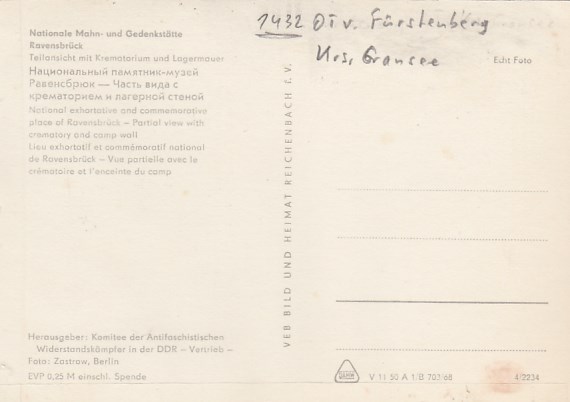 Nationale Mahn- und Gedenkstätte
Ravensbrück
Teilansicht mit Krematorium und Lagermauer
Национальный памятник-музей
Равенсбрюк — Часть вида с
крематорием и лагерной стеной
National exhortative and commemorative
place of Ravensbrück – Partial view with
crematory and camp wall
Lieu exhortatif et commémoratif national
de Ravensbrück – Vue partielle avec le
crématoire et l'enceinte du camp
Herausgeber: Komitee der Antifaschistischen
Widerstandskämpfer in der DDR – Vertrieb –
Foto: Zastrow, Berlin
EVP 0,25 M einschl. Spende
VEB BILD UND HEIMAT REICHENBACH I. V.
1432 OT v. Fürstenberg
Krs, Gransee
Echt Foto
V 11 50 A 1/B 703/68
4/2234